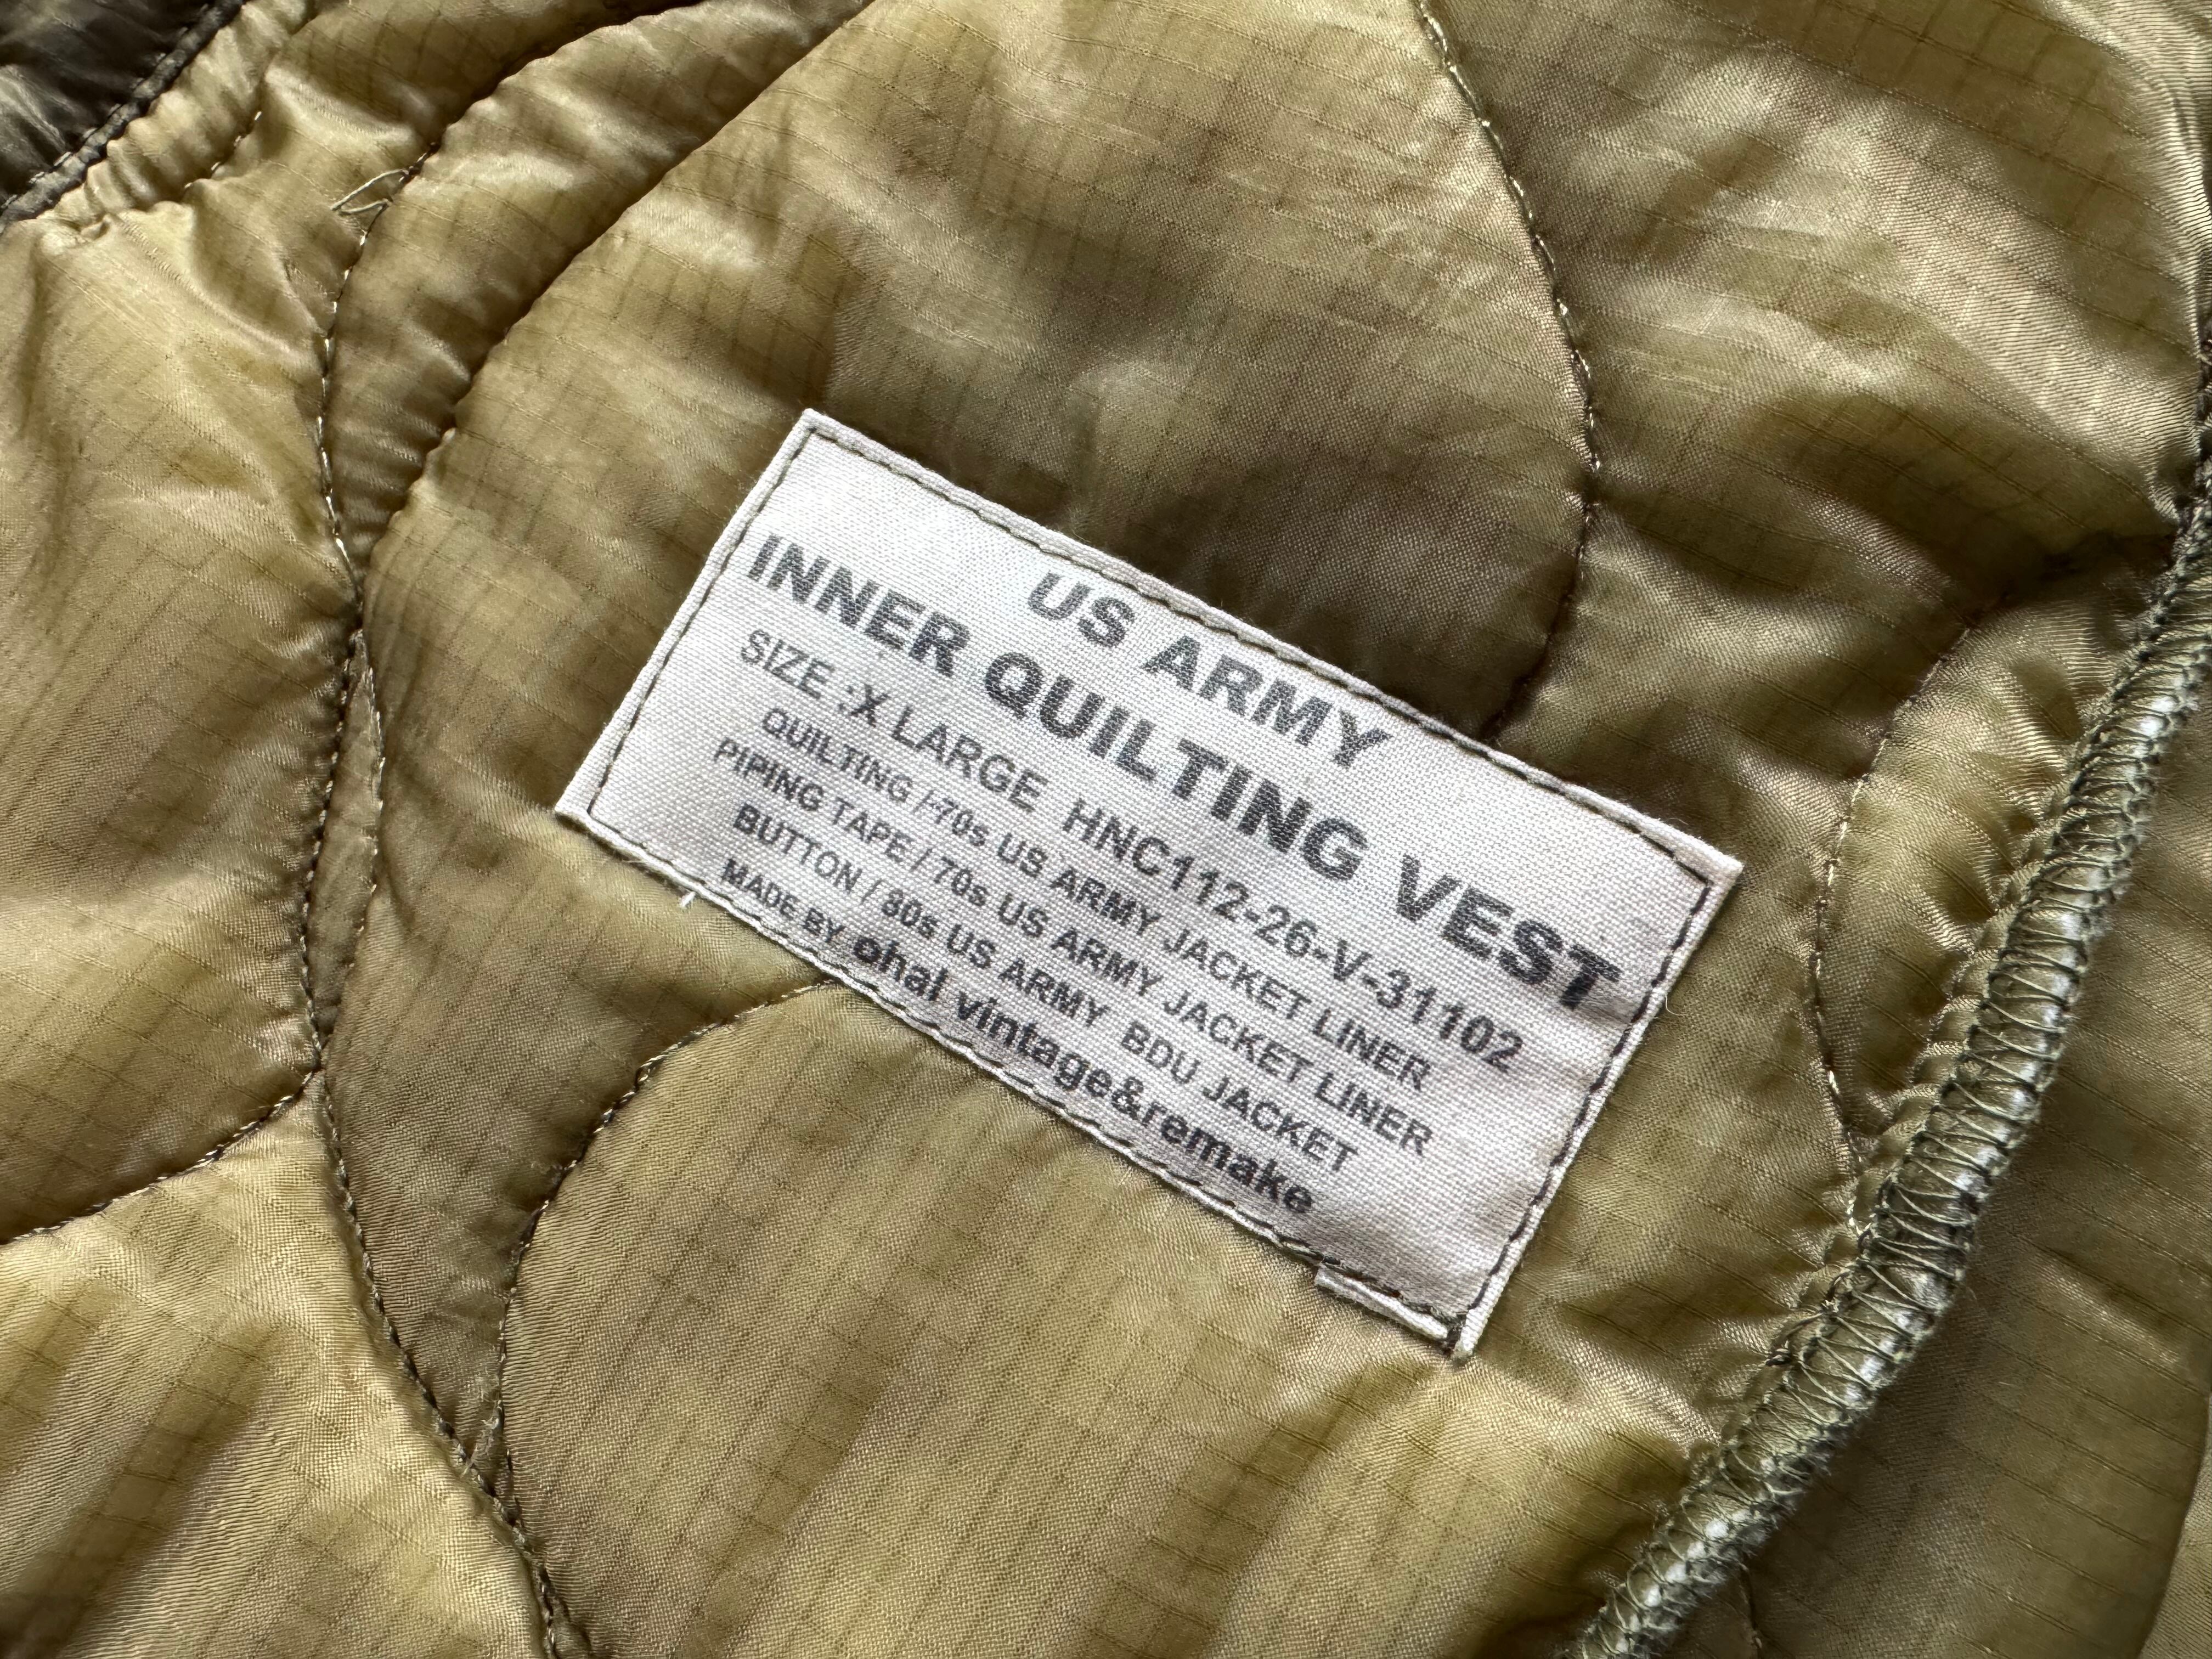 US ARMY
INNER QUILTING VEST
SIZE :X LARGE HNC112-26-V-31102
QUILTING / 70s US ARMY JACKET LINER
PIPING TAPE / 70s US ARMY JACKET LINER
BUTTON / 80s US ARMY BDU JACKET
MADE BY ohal vintage&remake